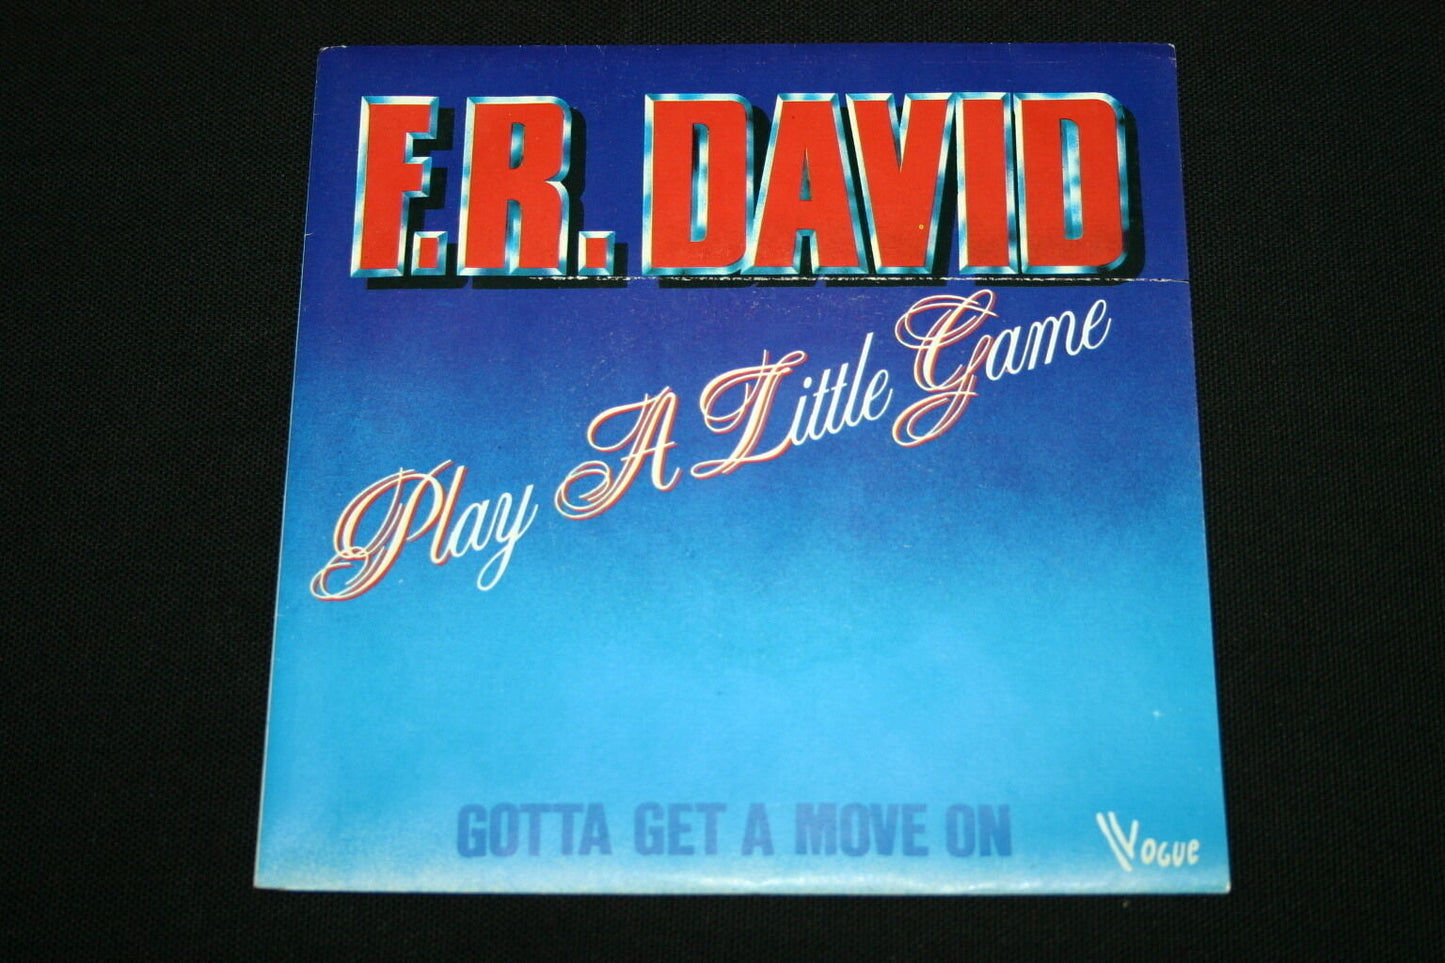 F.R. DAVID
Play A Little Game
GOTTA GET A MOVE ON
VOGUE